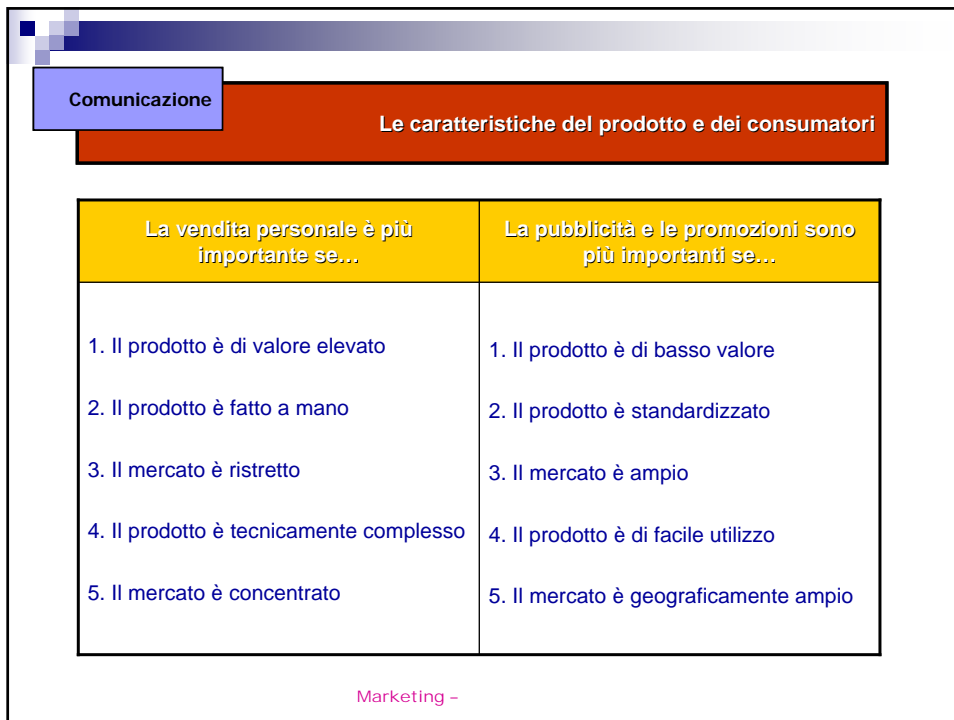 Comunicazione
Le caratteristiche del prodotto e dei consumatori
La vendita personale è più
importante se…
La pubblicità e le promozioni sono
più importanti se…
1. Il prodotto è di valore elevato
2. Il prodotto è fatto a mano
3. Il mercato è ristretto
4. Il prodotto è tecnicamente complesso
5. Il mercato è concentrato
1. Il prodotto è di basso valore
2. Il prodotto è standardizzato
3. Il mercato è ampio
4. Il prodotto è di facile utilizzo
5. Il mercato è geograficamente ampio
Marketing –